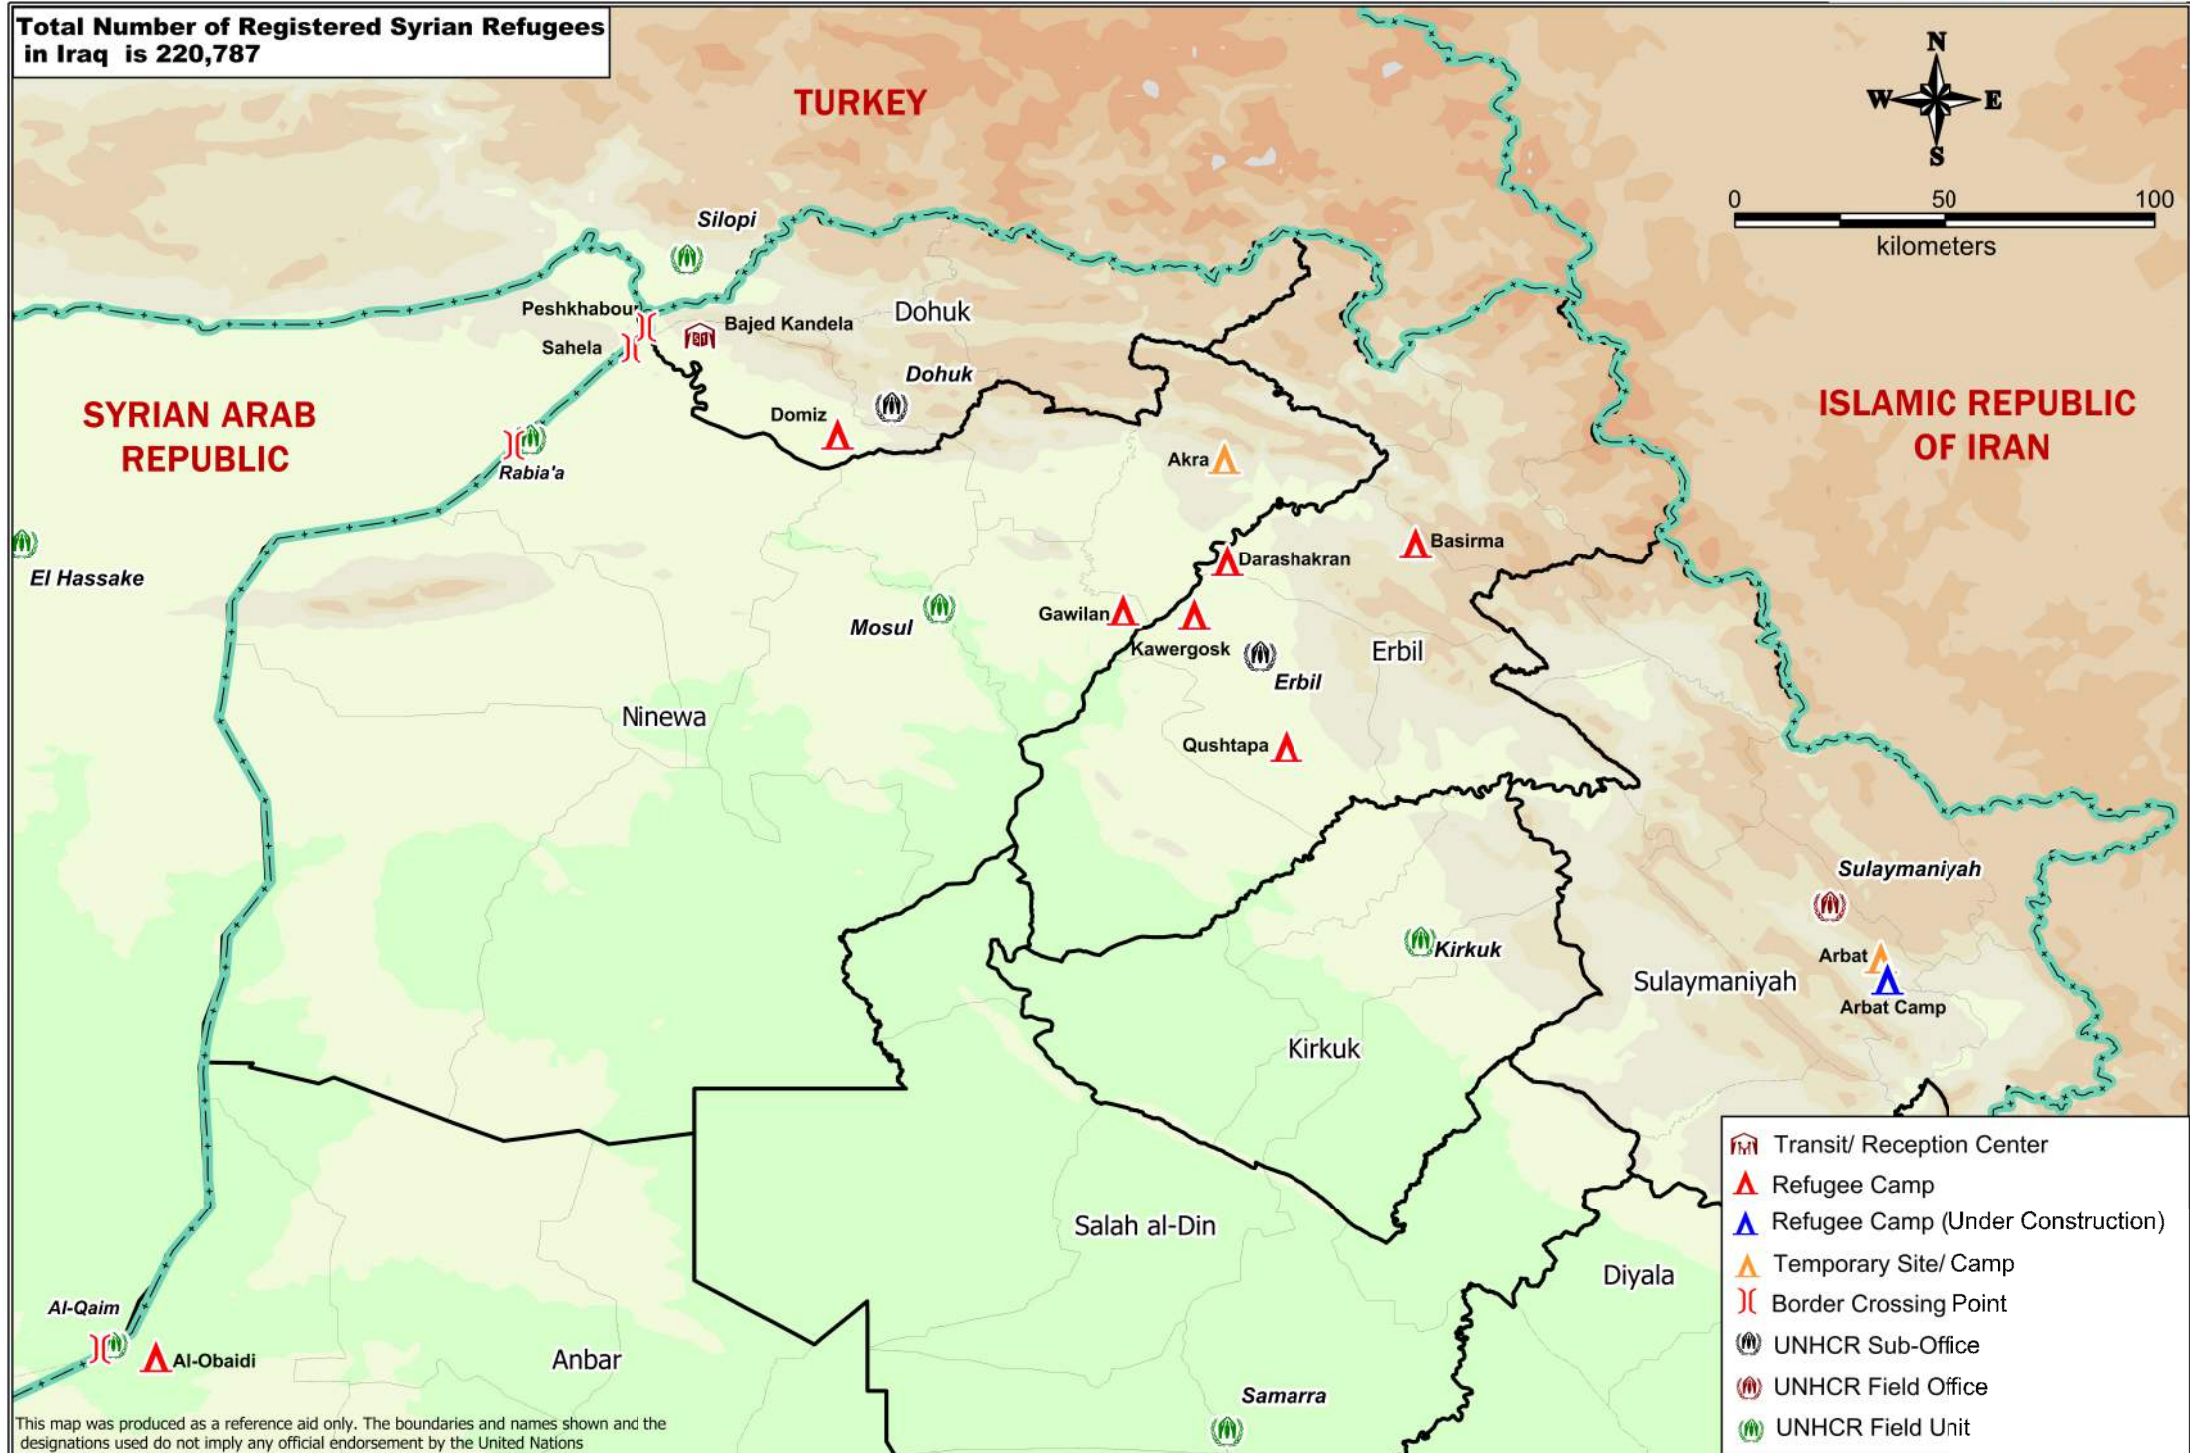 Total Number of Registered Syrian Refugees
in Iraq is 220,787
TURKEY
N
W E
S
0 50 100
kilometers
Silopi
Peshkhabour
Bajed Kandela
Dohuk
Sahela
Dohuk
SYRIAN ARAB
REPUBLIC
ISLAMIC REPUBLIC
OF IRAN
Domiz
Rabia'a
Akra
El Hassake
Basirma
Darashakran
Gawilan
Mosul
Kawergosk
Erbil
Erbil
Ninewa
Qushtapa
Sulaymaniyah
Kirkuk
Arbat
Sulaymaniyah
Arbat Camp
Kirkuk
Salah al-Din
Diyala
Al-Qaim
Al-Obaidi
Anbar
Samarra
Transit/ Reception Center
Refugee Camp
Refugee Camp (Under Construction)
Temporary Site/ Camp
Border Crossing Point
UNHCR Sub-Office
UNHCR Field Office
UNHCR Field Unit
This map was produced as a reference aid only. The boundaries and names shown and the
designations used do not imply any official endorsement by the United Nations